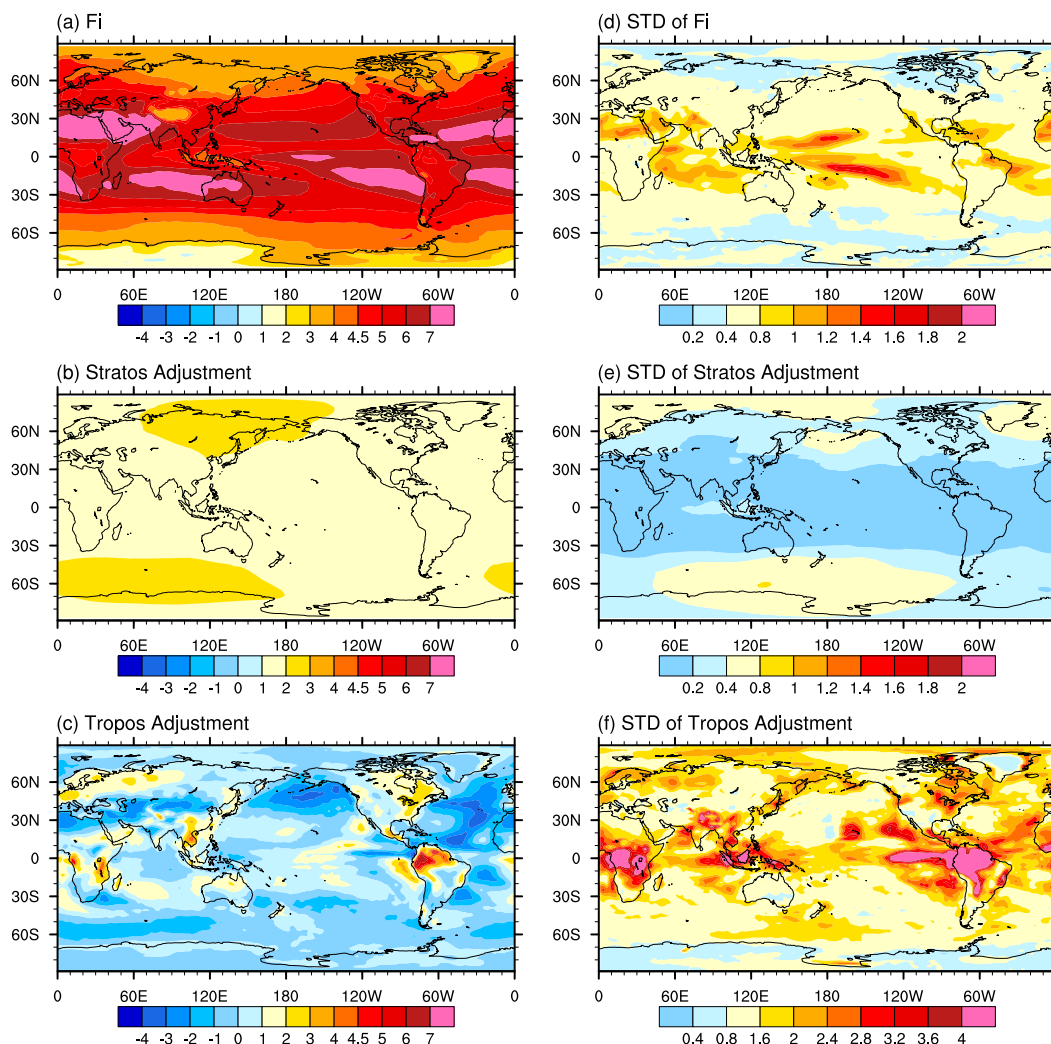 (a) Fi
60N
30N
0
30S
60S
0 60E 120E 180 120W 60W 0
-4 -3 -2 -1 0 1 2 3 4 4.5 5 6 7
(d) STD of Fi
60N
30N
0
30S
60S
0 60E 120E 180 120W 60W
0.2 0.4 0.8 1 1.2 1.4 1.6 1.8 2
(b) Stratos Adjustment
60N
30N
0
30S
60S
0 60E 120E 180 120W 60W 0
-4 -3 -2 -1 0 1 2 3 4 4.5 5 6 7
(e) STD of Stratos Adjustment
60N
30N
0
30S
60S
0 60E 120E 180 120W 60W
0.2 0.4 0.8 1 1.2 1.4 1.6 1.8 2
(c) Tropos Adjustment
60N
30N
0
30S
60S
0 60E 120E 180 120W 60W 0
-4 -3 -2 -1 0 1 2 3 4 4.5 5 6 7
(f) STD of Tropos Adjustment
60N
30N
0
30S
60S
0 60E 120E 180 120W 60W
0.4 0.8 1.6 2 2.4 2.8 3.2 3.6 4